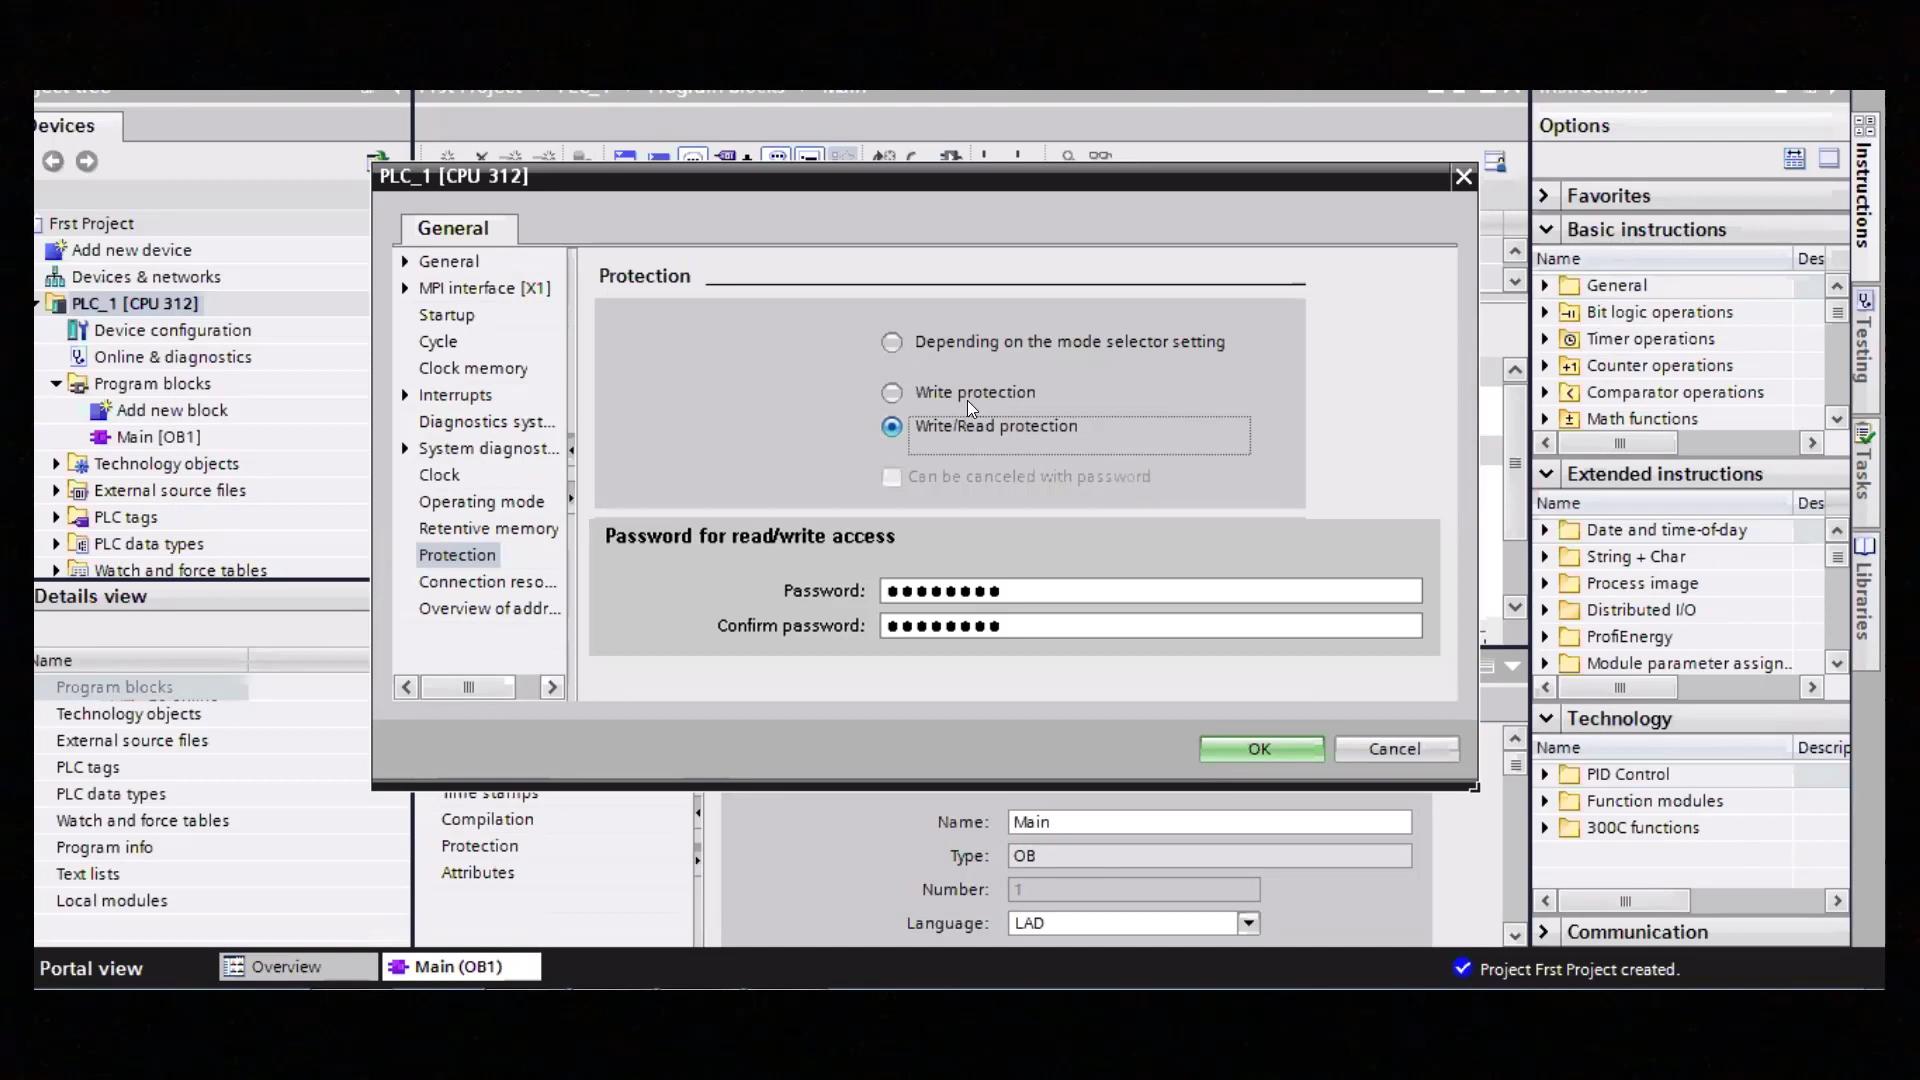 Devices
Frst Project
Add new device
Devices & networks
PLC_1 [CPU 312]
Device configuration
Online & diagnostics
Program blocks
Add new block
Main [OB1]
Technology objects
External source files
PLC tags
PLC data types
Watch and force tables
Details view
Name
Program blocks
Technology objects
External source files
PLC tags
PLC data types
Watch and force tables
Program info
Text lists
Local modules
PLC_1 [CPU 312]
General
General
MPI interface [X1]
Startup
Cycle
Clock memory
Interrupts
Diagnostics syst...
System diagnost...
Clock
Operating mode
Retentive memory
Protection
Connection reso...
Overview of addr...
Protection
Depending on the mode selector setting
Write protection
Write/Read protection
Can be canceled with password
Password for read/write access
Password: ●●●●●●●●
Confirm password: ●●●●●●●●
OK
Cancel
Time stamps
Compilation
Protection
Attributes
Name: Main
Type: OB
Number: 1
Language: LAD
Options
Favorites
Basic instructions
Name Des
General
Bit logic operations
Timer operations
Counter operations
Comparator operations
Math functions
Extended instructions
Name Des
Date and time-of-day
String + Char
Process image
Distributed I/O
ProfiEnergy
Module parameter assign..
Technology
Name Descrip
PID Control
Function modules
300C functions
Communication
Instructions
Testing
Tasks
Libraries
Portal view
Overview
Main (OB1)
Project Frst Project created.